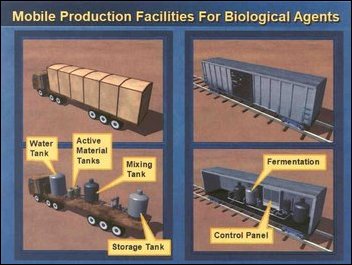 Mobile Production Facilities For Biological Agents
Water
Tank
Active
Material
Tanks
Mixing
Tank
Storage Tank
Fermentation
Control Panel